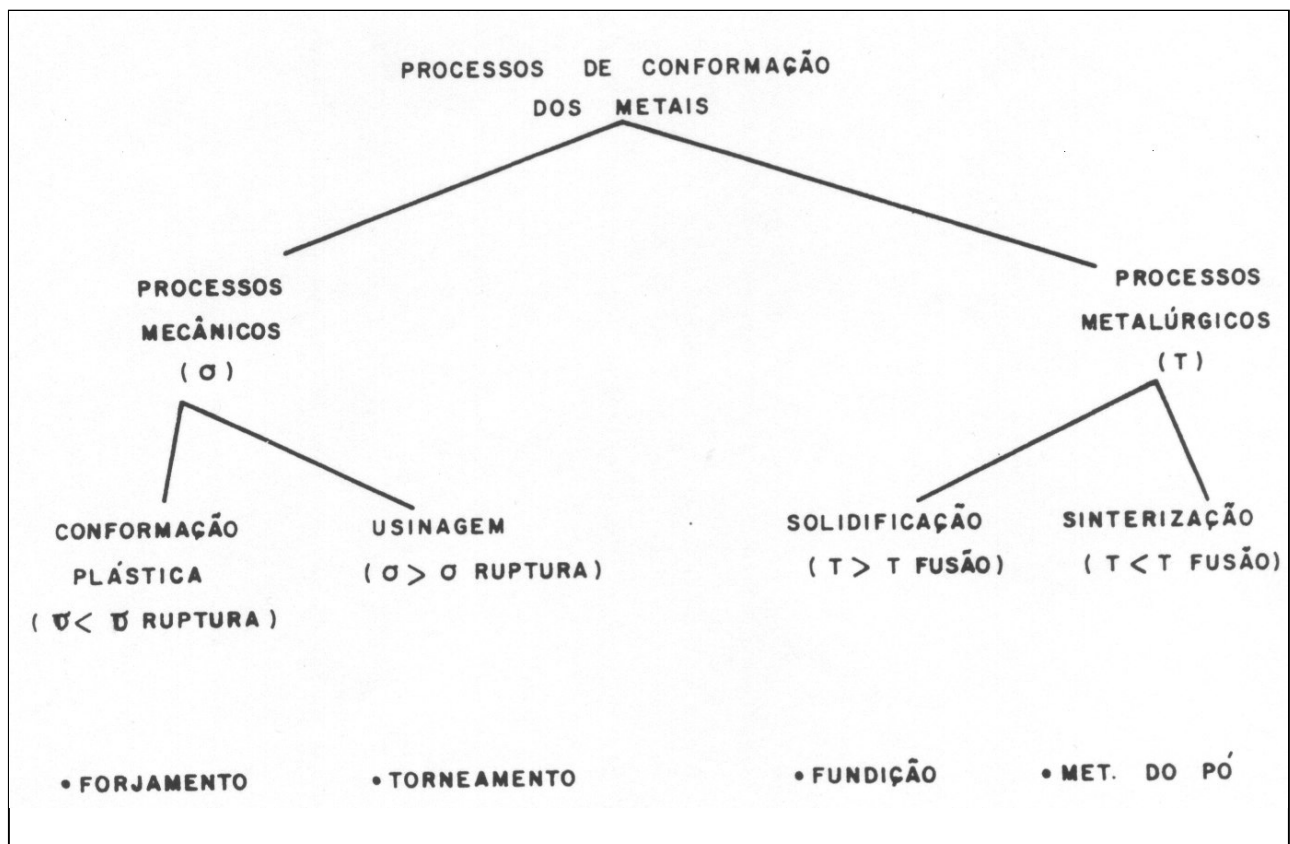 PROCESSOS DE CONFORMAÇÃO
DOS METAIS
PROCESSOS
MECÂNICOS
(σ)
PROCESSOS
METALÚRGICOS
(T)
CONFORMAÇÃO
PLÁSTICA
(σ< σ RUPTURA)
USINAGEM
(σ> σ RUPTURA)
SOLIDIFICAÇÃO
(T> T FUSÃO)
SINTERIZAÇÃO
(T< T FUSÃO)
• FORJAMENTO
• TORNEAMENTO
• FUNDIÇÃO
• MET. DO PÓ